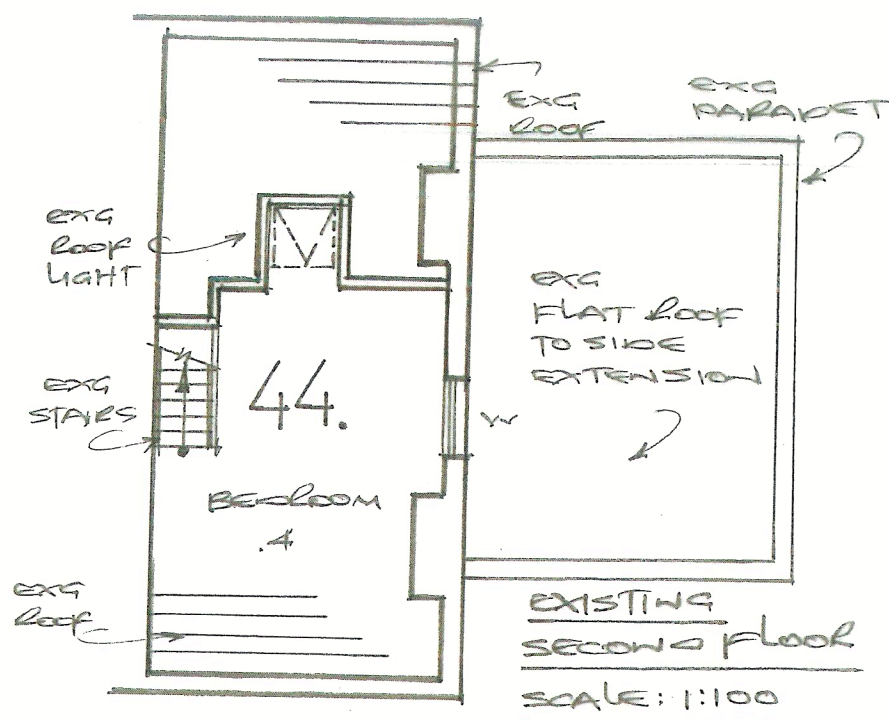 EXG
ROOF
EXG
PARAPET
EXG
ROOF
LIGHT
EXG
FLAT ROOF
TO SIDE
EXTENSION
EXG
STAIRS
44.
W
BEDROOM
4
EXG
ROOF
EXISTING
SECOND FLOOR
SCALE: 1:100